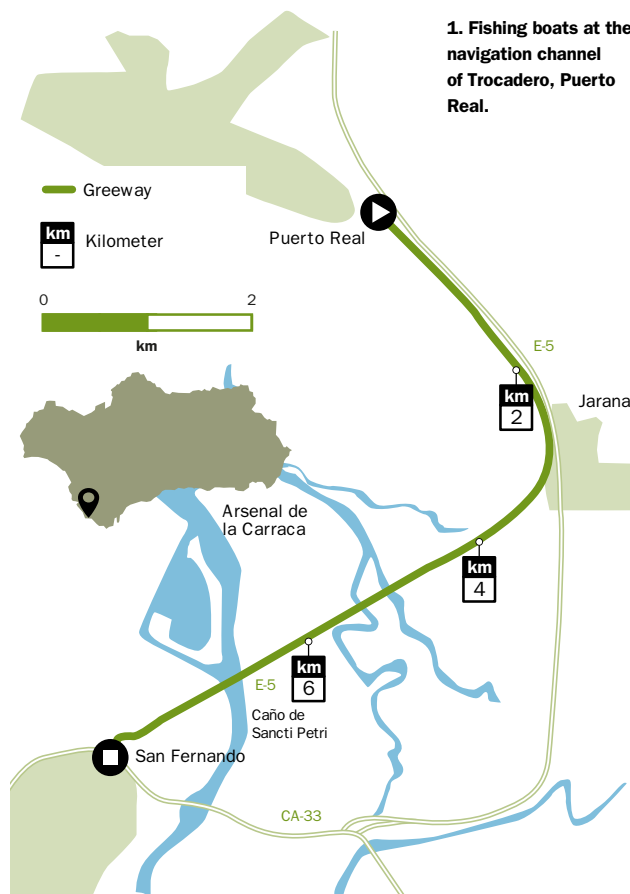 1. Fishing boats at the
navigation channel
of Trocadero, Puerto
Real.
Greeway
km
-
Kilometer
Puerto Real
0 2
km
E-5
km
2
Jarana
Arsenal de
la Carraca
km
4
km
6
E-5
Caño de
Sancti Petri
San Fernando
CA-33